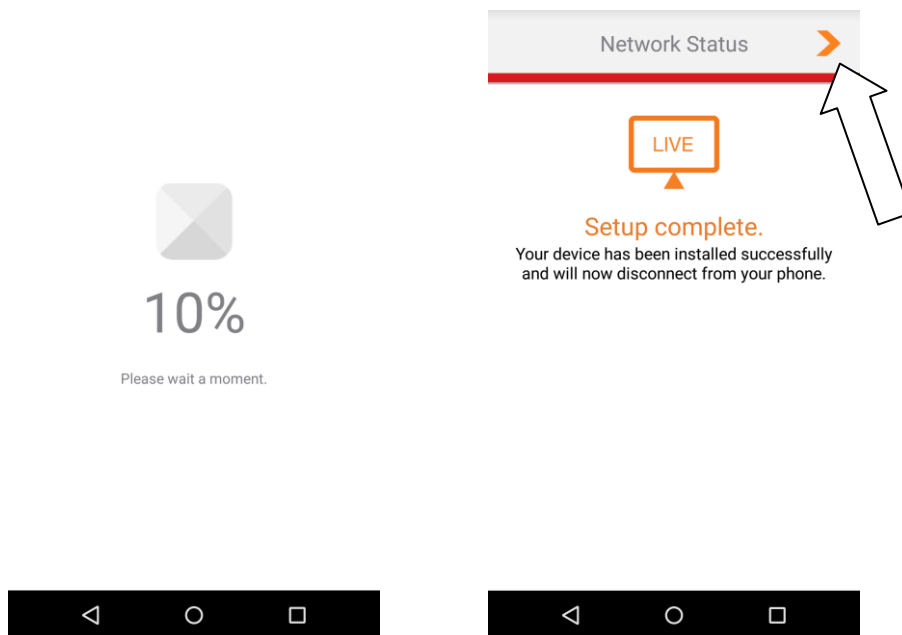 10%
Please wait a moment.
Network Status
LIVE
Setup complete.
Your device has been installed successfully
and will now disconnect from your phone.